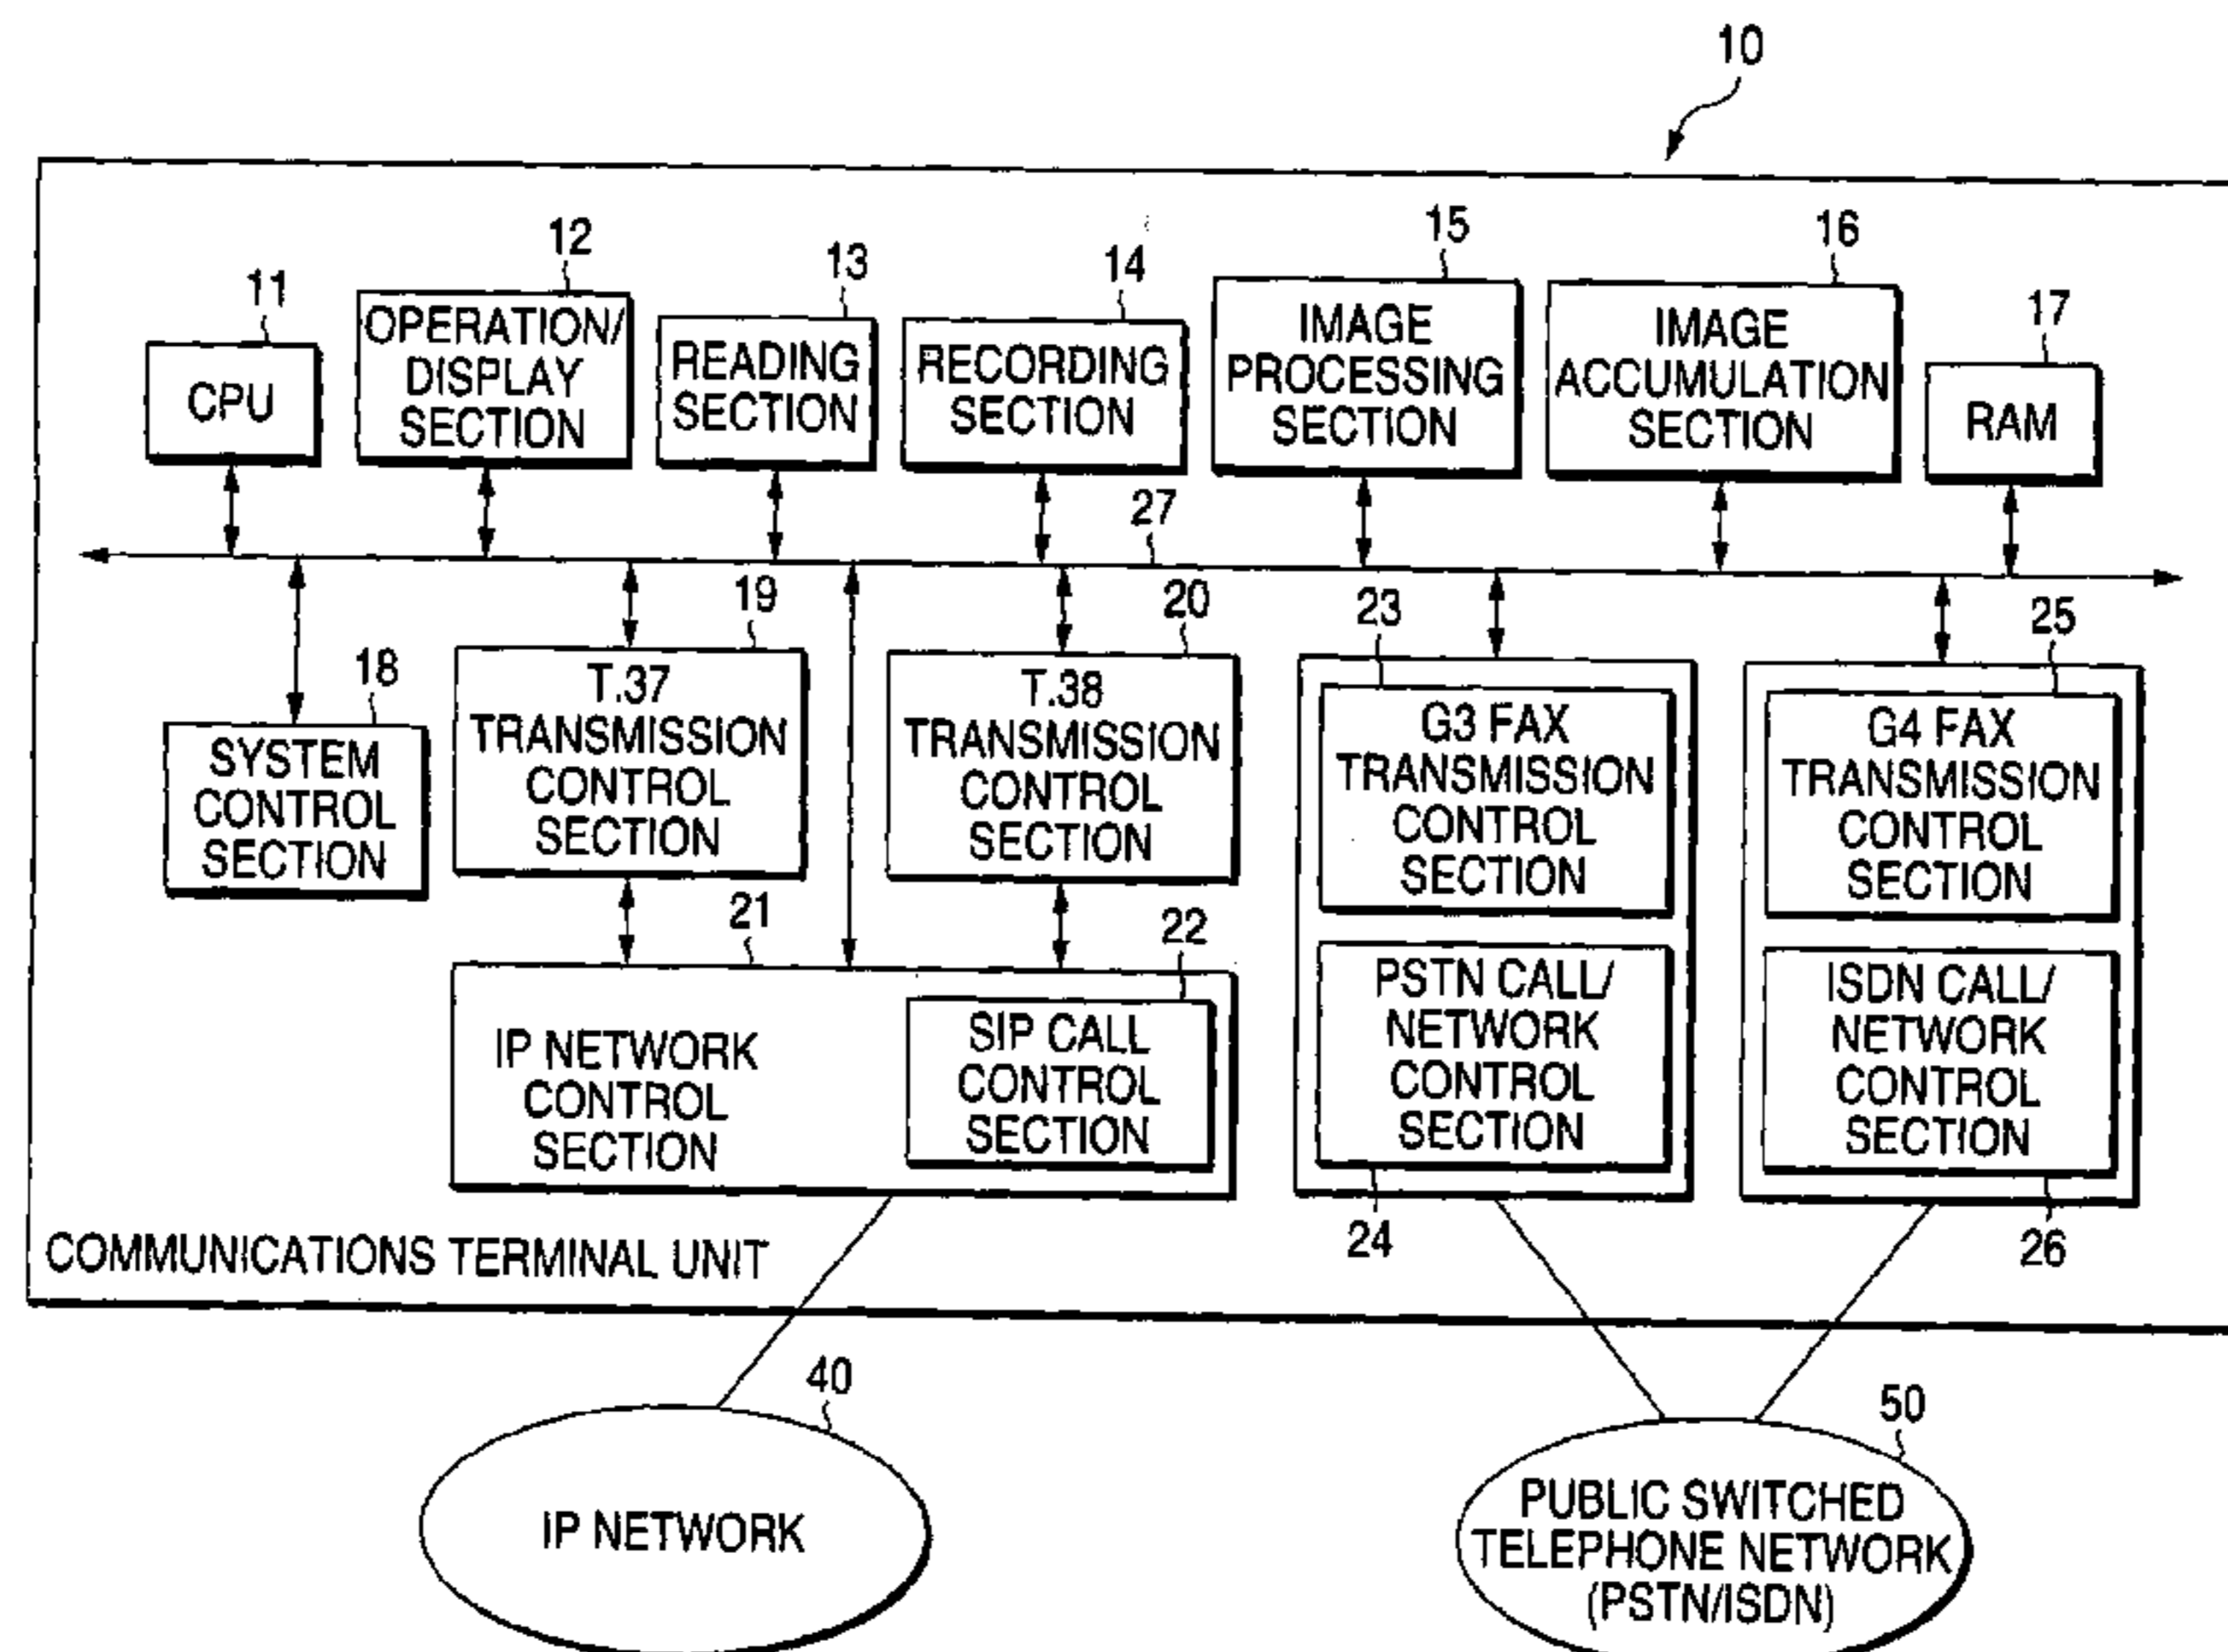 10
11
12
13
14
15
16
17
CPU
OPERATION/
DISPLAY
SECTION
READING
SECTION
RECORDING
SECTION
IMAGE
PROCESSING
SECTION
IMAGE
ACCUMULATION
SECTION
RAM
27
18
19
20
23
25
SYSTEM
CONTROL
SECTION
T.37
TRANSMISSION
CONTROL
SECTION
T.38
TRANSMISSION
CONTROL
SECTION
G3 FAX
TRANSMISSION
CONTROL
SECTION
G4 FAX
TRANSMISSION
CONTROL
SECTION
21
22
IP NETWORK
CONTROL
SECTION
SIP CALL
CONTROL
SECTION
PSTN CALL/
NETWORK
CONTROL
SECTION
ISDN CALL/
NETWORK
CONTROL
SECTION
24
26
COMMUNICATIONS TERMINAL UNIT
40
50
IP NETWORK
PUBLIC SWITCHED
TELEPHONE NETWORK
(PSTN/ISDN)